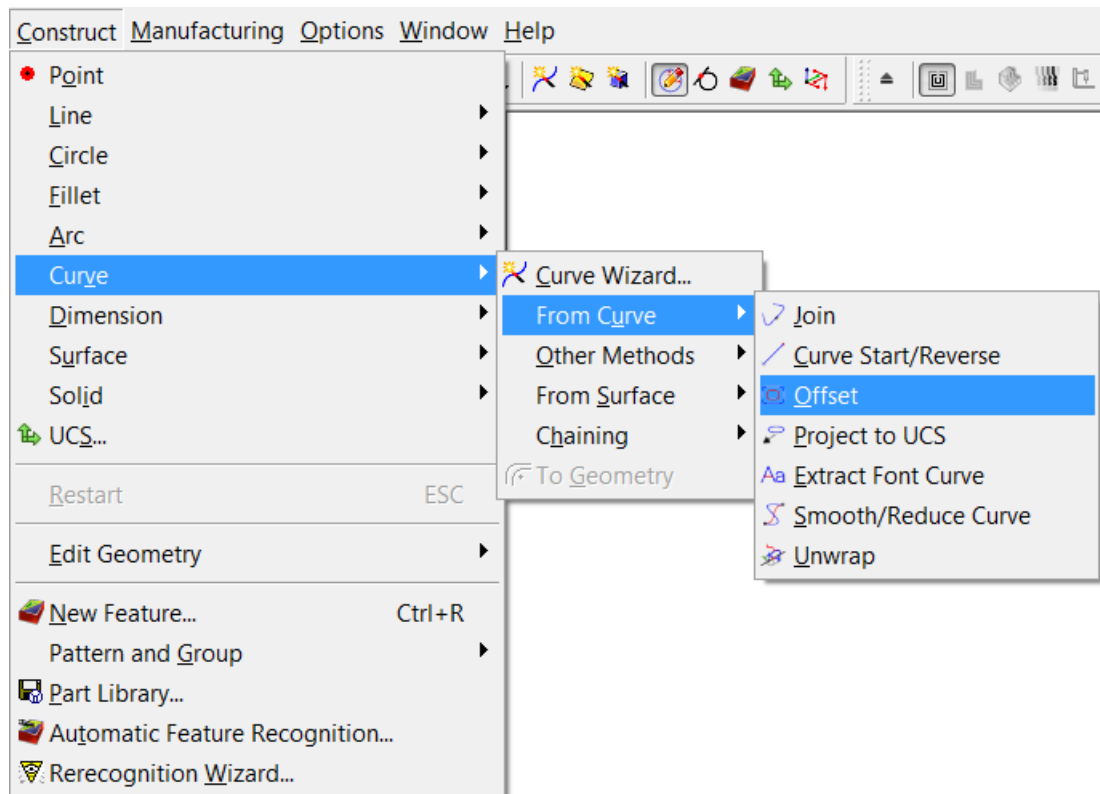 Construct Manufacturing Options Window Help
Point
Line
Circle
Fillet
Arc
Curve
Dimension
Surface
Solid
UCS...
Restart ESC
Edit Geometry
New Feature... Ctrl+R
Pattern and Group
Part Library...
Automatic Feature Recognition...
Rerecognition Wizard...
Curve Wizard...
From Curve
Other Methods
From Surface
Chaining
To Geometry
Join
Curve Start/Reverse
Offset
Project to UCS
Aa Extract Font Curve
Smooth/Reduce Curve
Unwrap